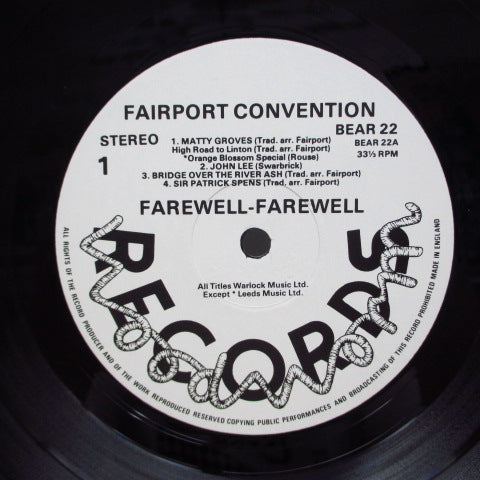 FAIRPORT CONVENTION
STEREO
BEAR 22
BEAR 22A
33⅓ RPM
1
1. MATTY GROVES (Trad. arr. Fairport)
High Road to Linton (Trad. arr. Fairport)
*Orange Blossom Special (Rouse)
2. JOHN LEE (Swarbrick)
3. BRIDGE OVER THE RIVER ASH (Trad. arr. Fairport)
4. SIR PATRICK SPENS (Trad. arr. Fairport)
FAREWELL-FAREWELL
All Titles Warlock Music Ltd.
Except * Leeds Music Ltd.
Woodworm
RECORDS
ALL RIGHTS OF THE RECORD PRODUCER AND OF THE WORK REPRODUCED RESERVED COPYING PUBLIC PERFORMANCES AND BROADCASTING OF THIS RECORD PROHIBITED MADE IN ENGLAND